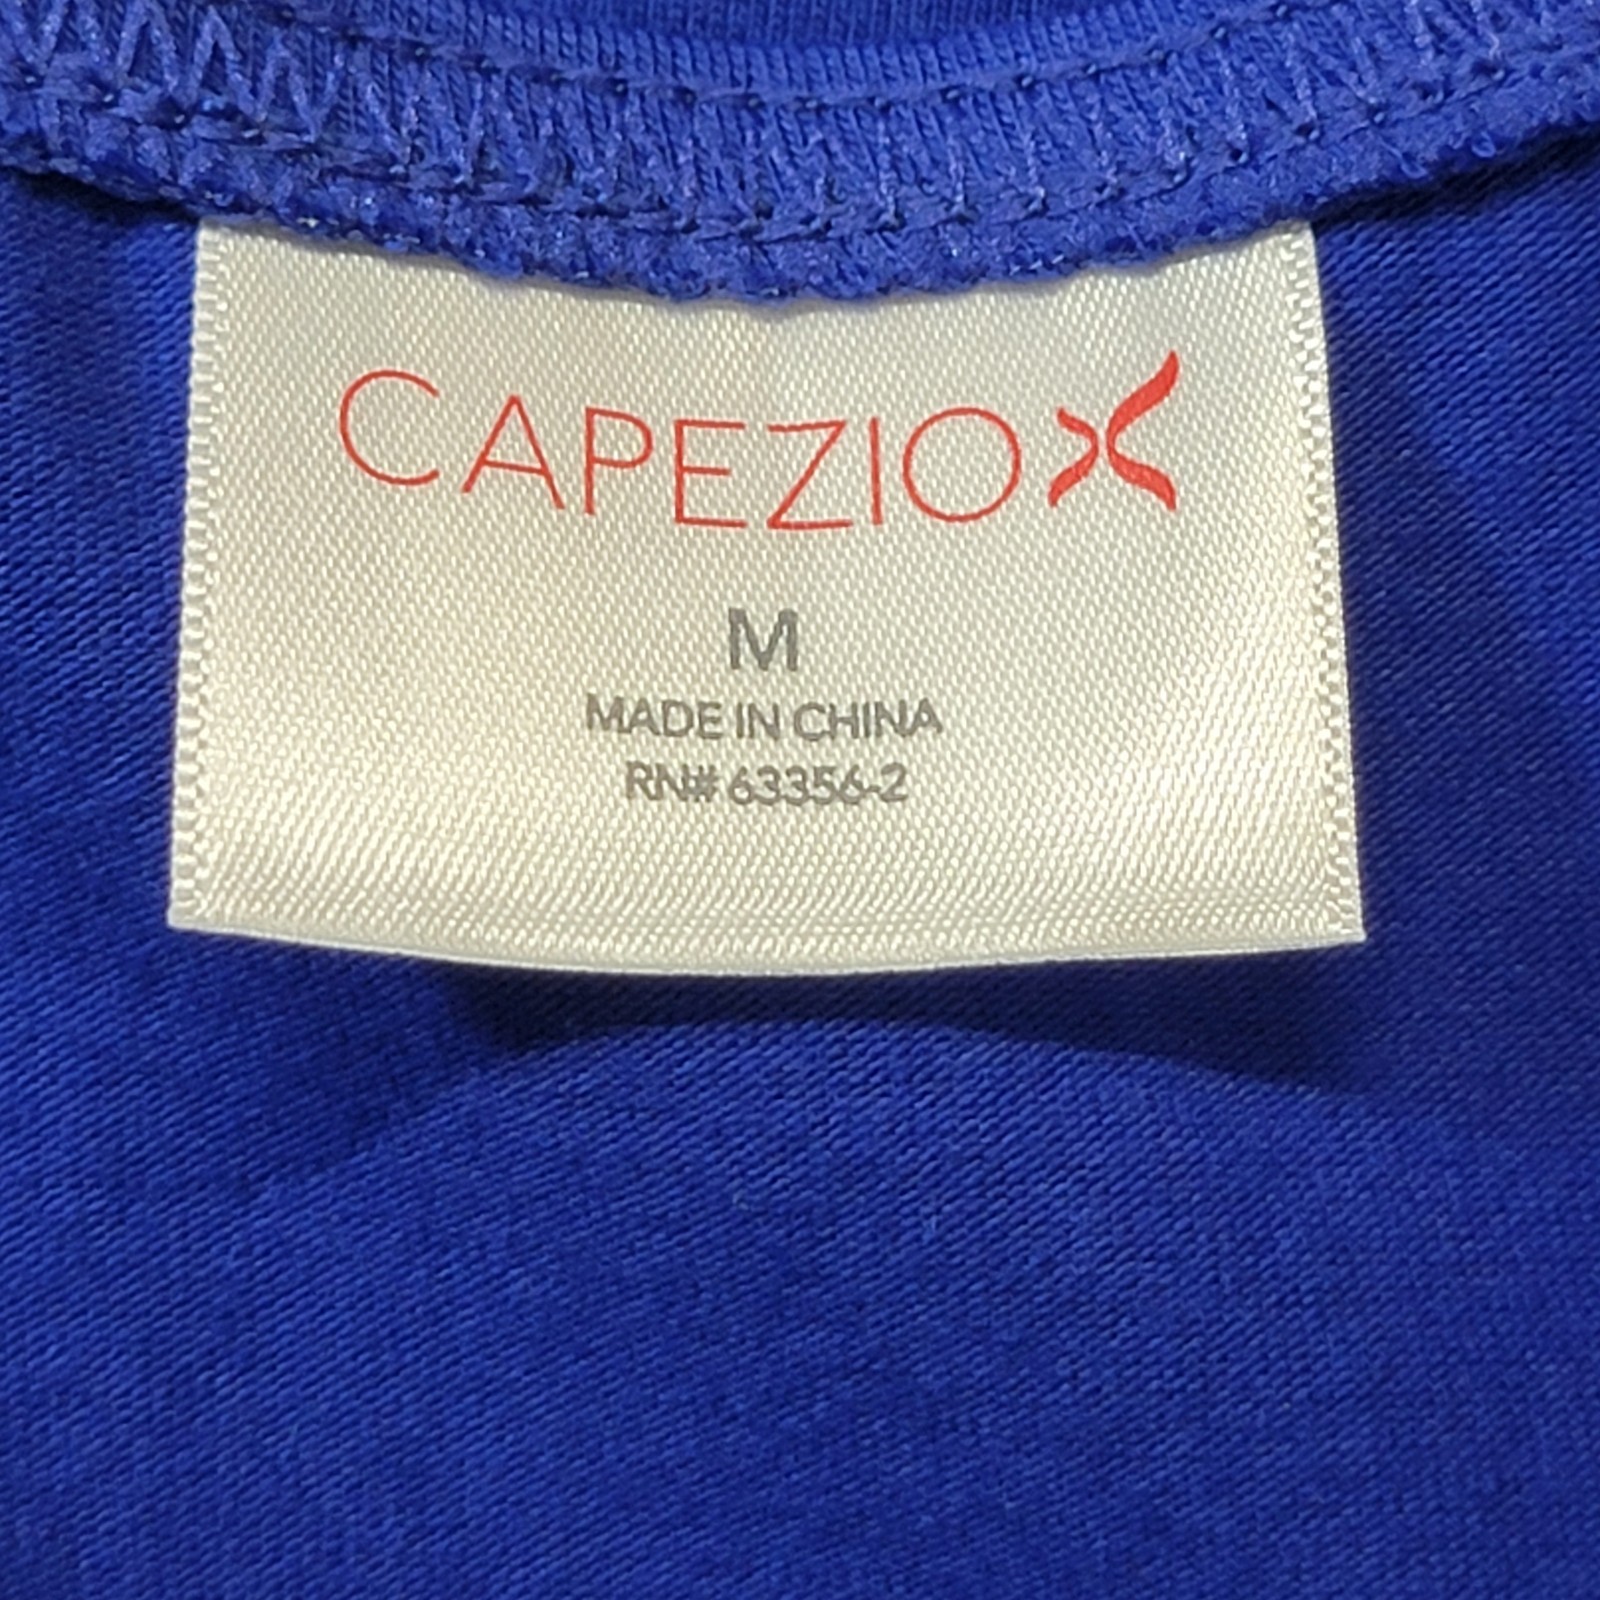 CAPEZIO
M
MADE IN CHINA
RN# 63356-2